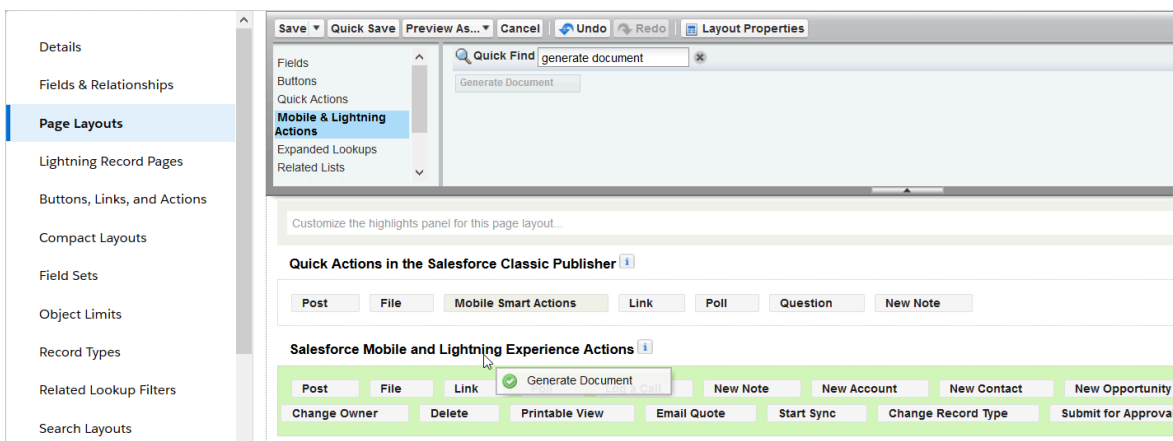 Details
Fields & Relationships
Page Layouts
Lightning Record Pages
Buttons, Links, and Actions
Compact Layouts
Field Sets
Object Limits
Record Types
Related Lookup Filters
Search Layouts
Save Quick Save Preview As... Cancel Undo Redo Layout Properties
Fields
Buttons
Quick Actions
Mobile & Lightning
Actions
Expanded Lookups
Related Lists
Quick Find generate document
Generate Document
Customize the highlights panel for this page layout...
Quick Actions in the Salesforce Classic Publisher
Post File Mobile Smart Actions Link Poll Question New Note
Salesforce Mobile and Lightning Experience Actions
Generate Document
Post File Link Call New Note New Account New Contact New Opportunity
Change Owner Delete Printable View Email Quote Start Sync Change Record Type Submit for Approva